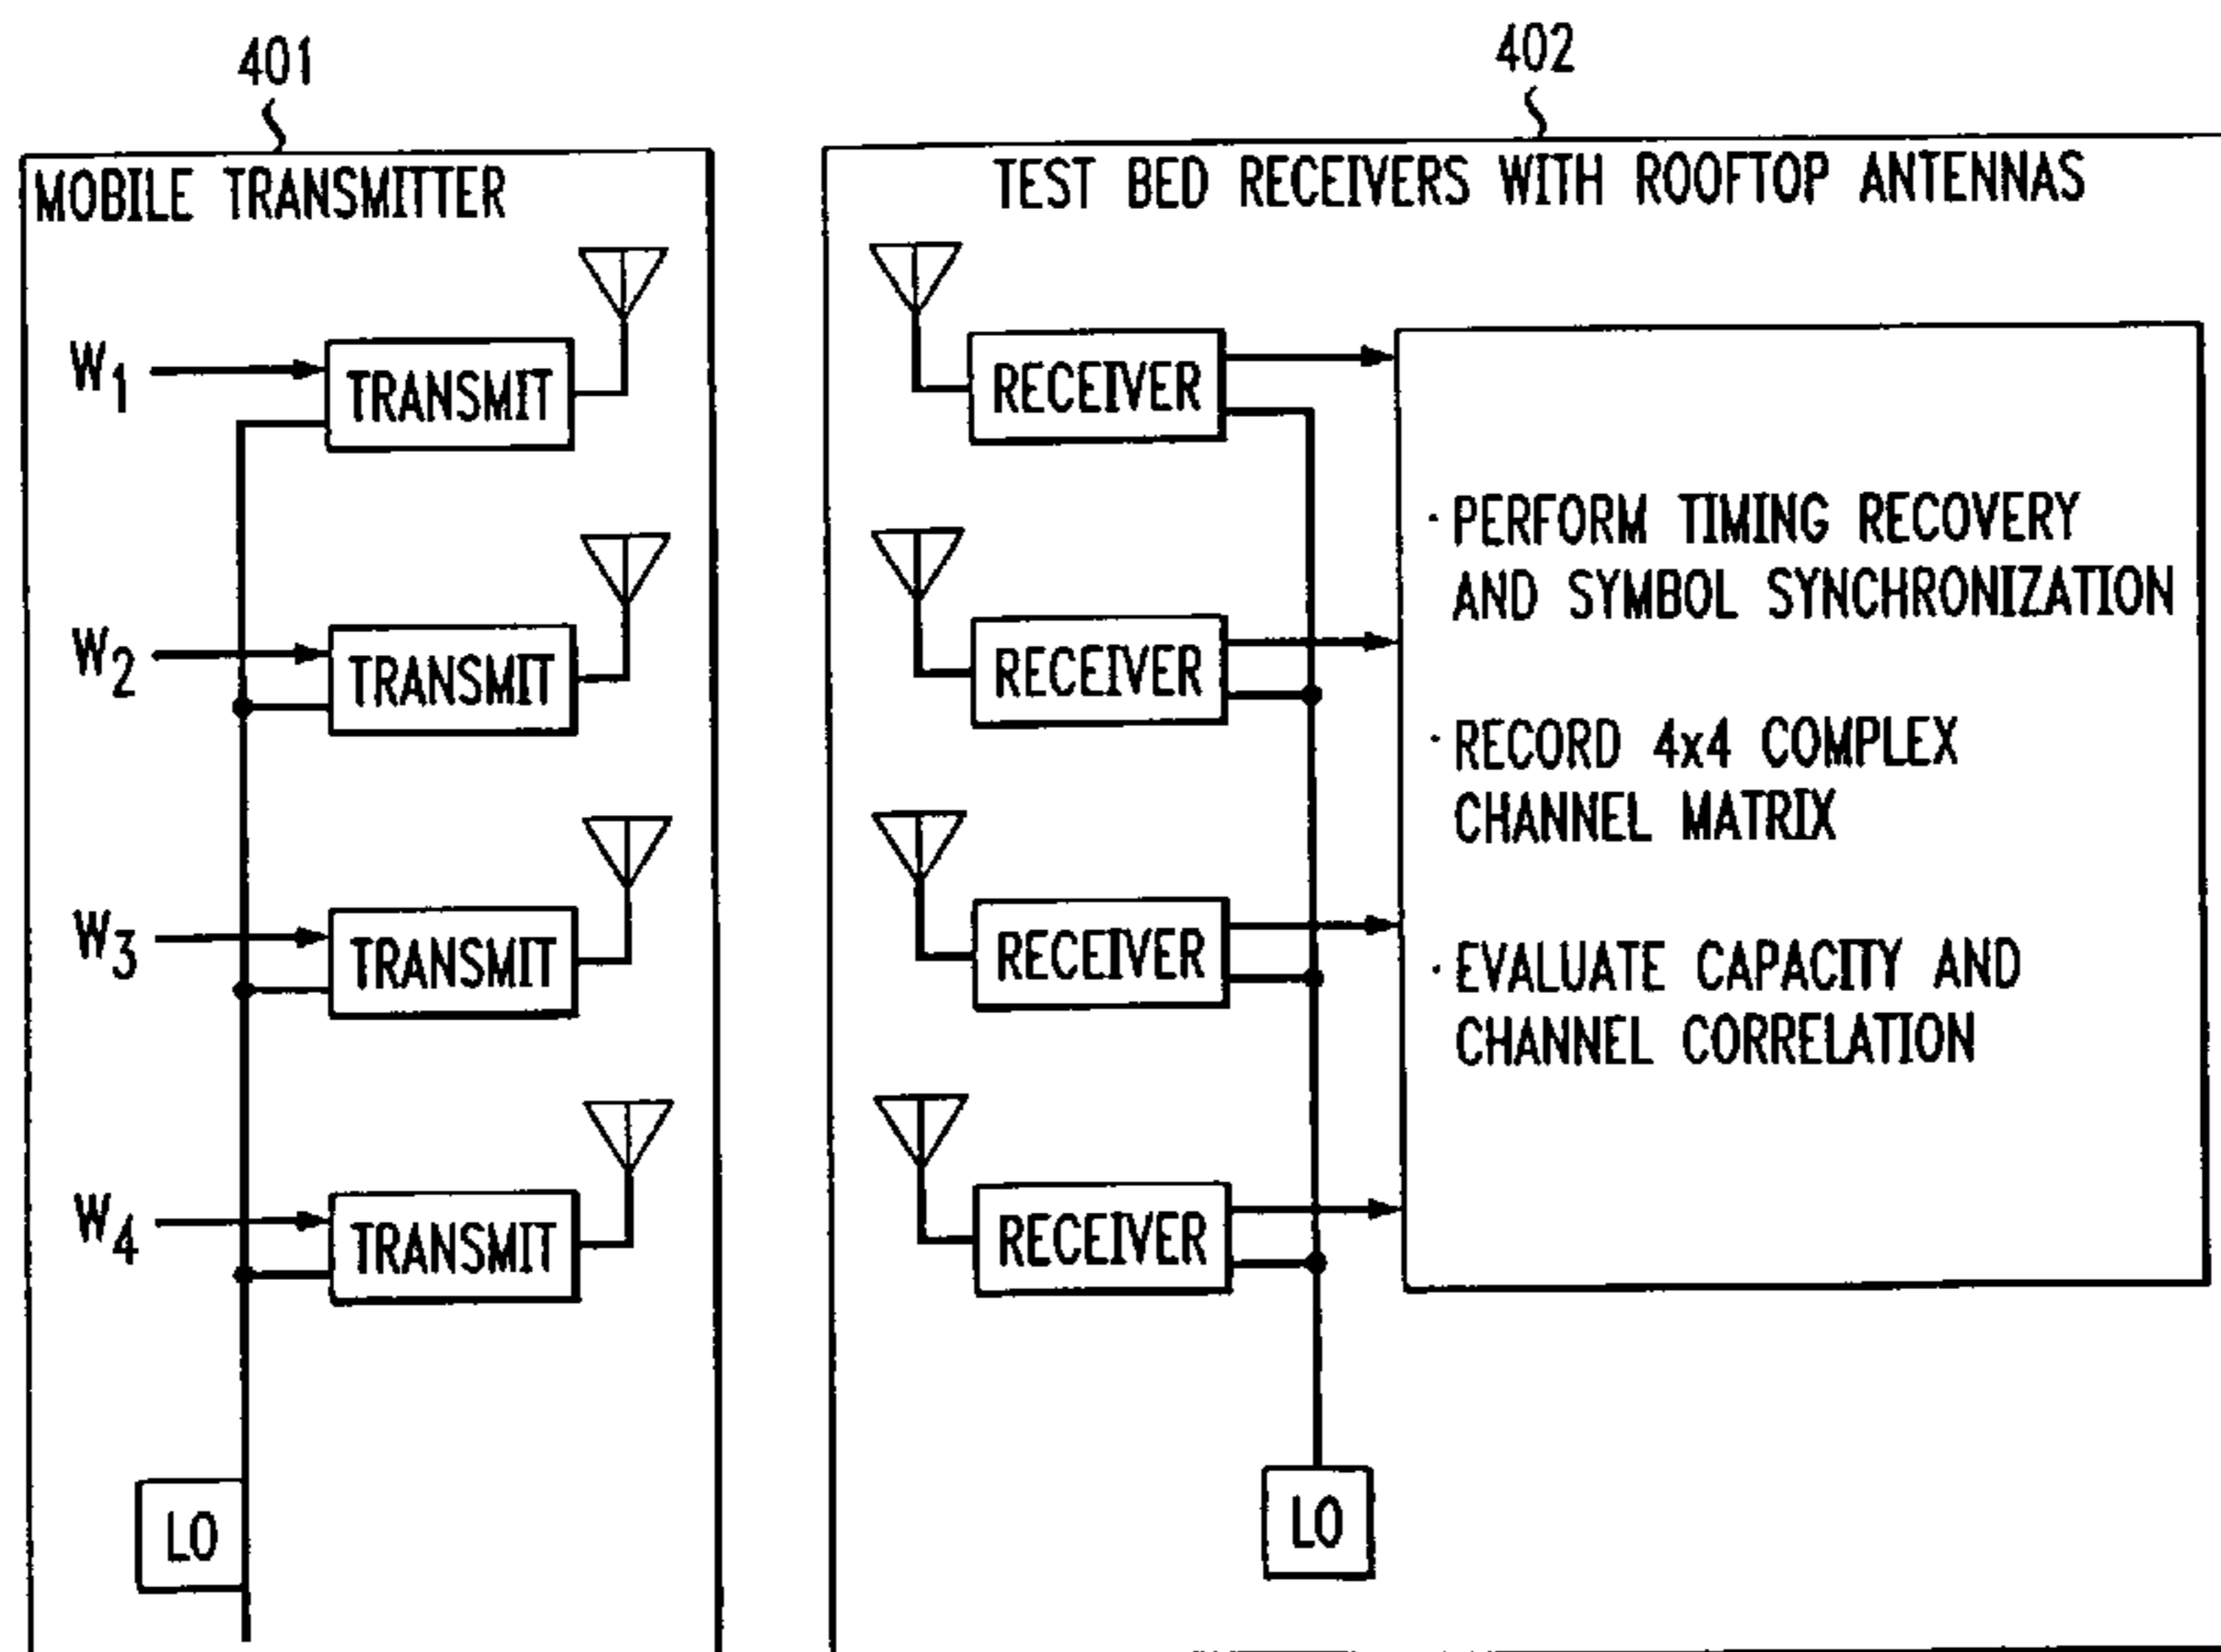 401
MOBILE TRANSMITTER
W1
TRANSMIT
W2
TRANSMIT
W3
TRANSMIT
W4
TRANSMIT
LO
402
TEST BED RECEIVERS WITH ROOFTOP ANTENNAS
RECEIVER
RECEIVER
RECEIVER
RECEIVER
LO
· PERFORM TIMING RECOVERY
AND SYMBOL SYNCHRONIZATION
· RECORD 4x4 COMPLEX
CHANNEL MATRIX
· EVALUATE CAPACITY AND
CHANNEL CORRELATION